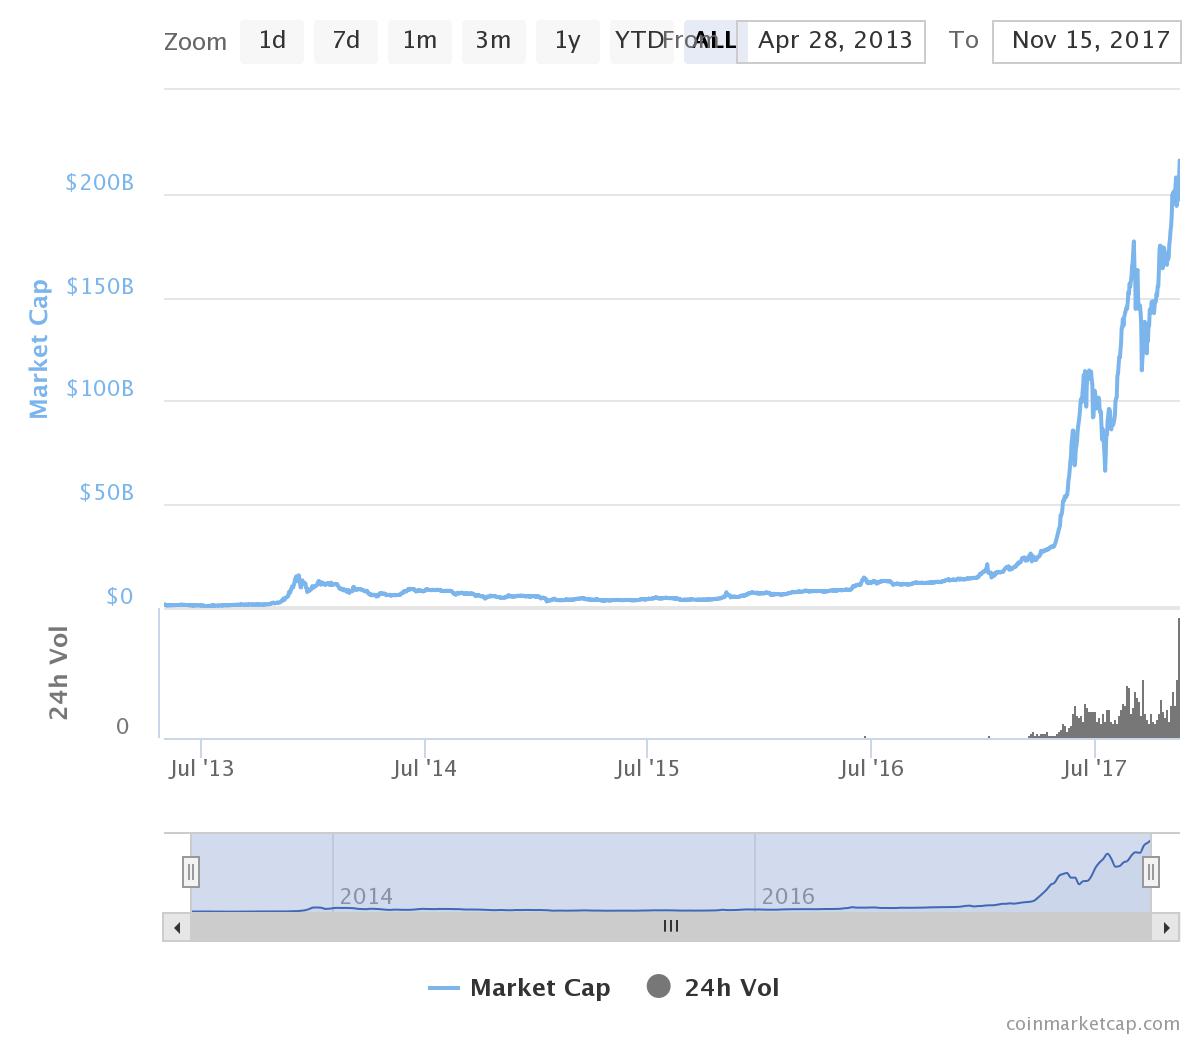 Zoom 1d 7d 1m 3m 1y YTD From ALL Apr 28, 2013 To Nov 15, 2017
$200B
$150B
$100B
$50B
$0
Market Cap
24h Vol
0
Jul '13 Jul '14 Jul '15 Jul '16 Jul '17
2014 2016
Market Cap 24h Vol
coinmarketcap.com